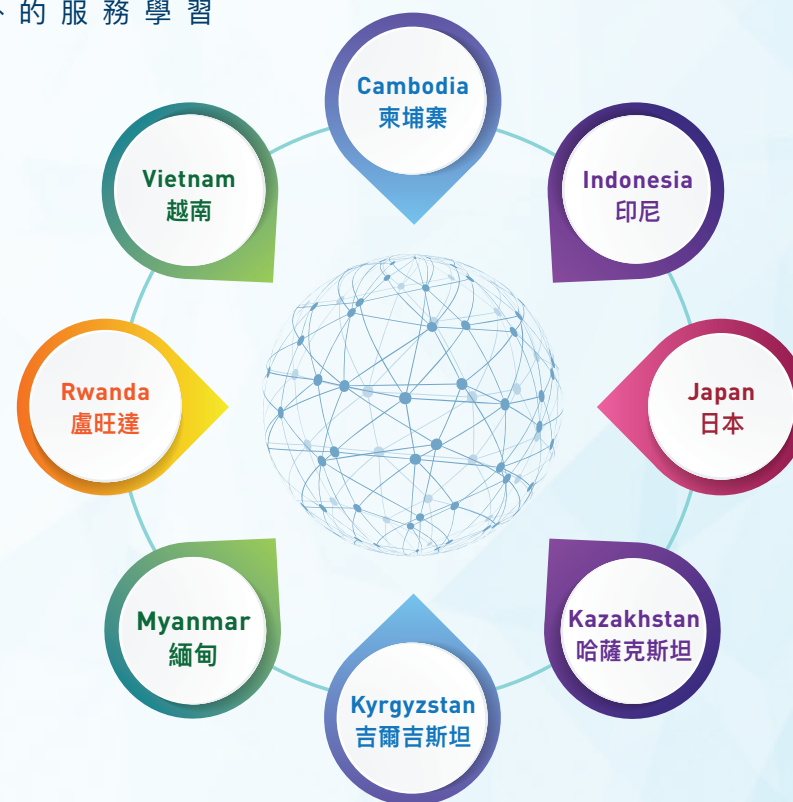 的服務學習
Cambodia
柬埔寨
Vietnam
越南
Indonesia
印尼
Rwanda
盧旺達
Japan
日本
Myanmar
緬甸
Kazakhstan
哈薩克斯坦
Kyrgyzstan
吉爾吉斯坦